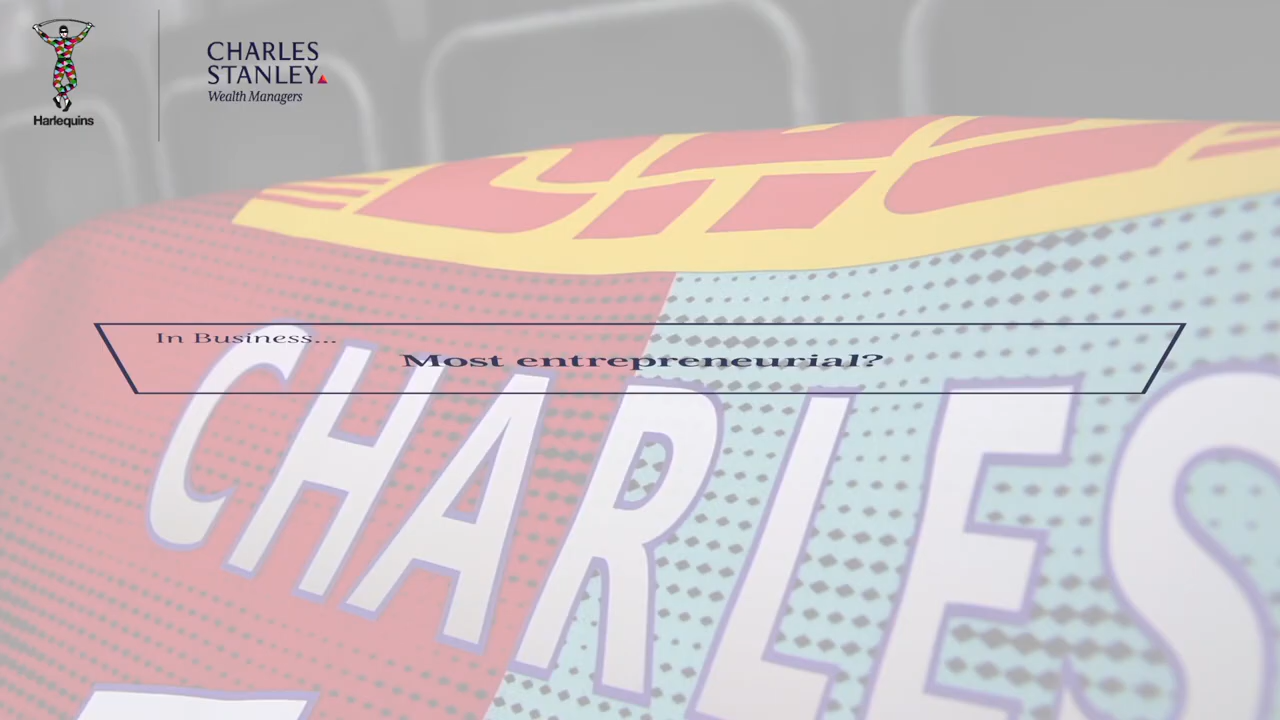 Harlequins
CHARLES
STANLEY
Wealth Managers
In Business...
Most entrepreneurial?
CHARLES